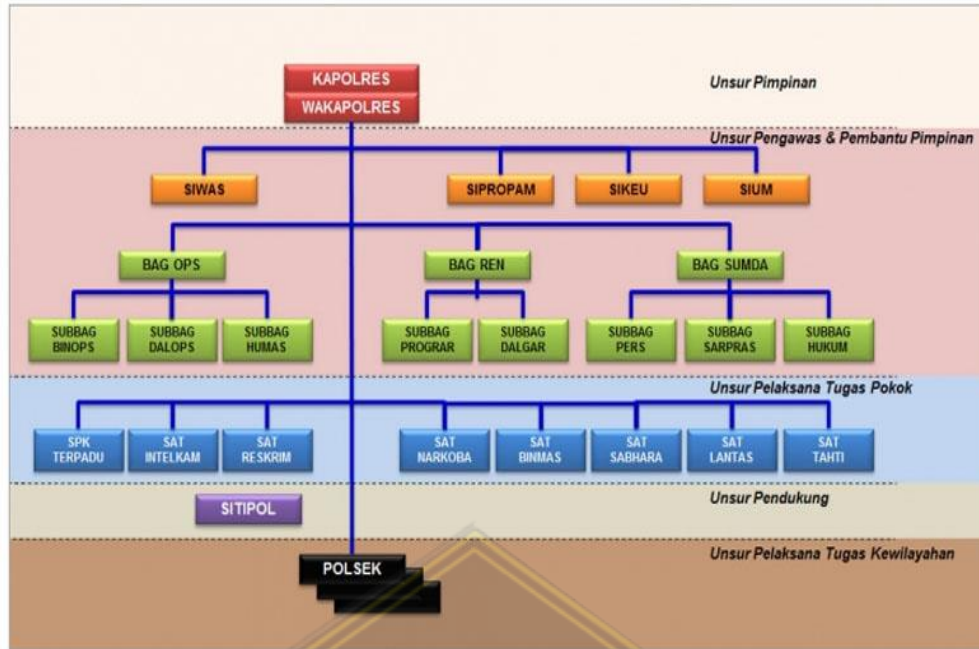 KAPOLRES
WAKAPOLRES
Unsur Pimpinan
Unsur Pengawas & Pembantu Pimpinan
SIWAS
SIPROPAM
SIKEU
SIUM
BAG OPS
BAG REN
BAG SUMDA
SUBBAG
BINOPS
SUBBAG
DALOPS
SUBBAG
HUMAS
SUBBAG
PROGRAR
SUBBAG
DALGAR
SUBBAG
PERS
SUBBAG
SARPRAS
SUBBAG
HUKUM
Unsur Pelaksana Tugas Pokok
SPK
TERPADU
SAT
INTELKAM
SAT
RESKRIM
SAT
NARKOBA
SAT
BINMAS
SAT
SABHARA
SAT
LANTAS
SAT
TAHTI
Unsur Pendukung
SITIPOL
Unsur Pelaksana Tugas Kewilayahan
POLSEK